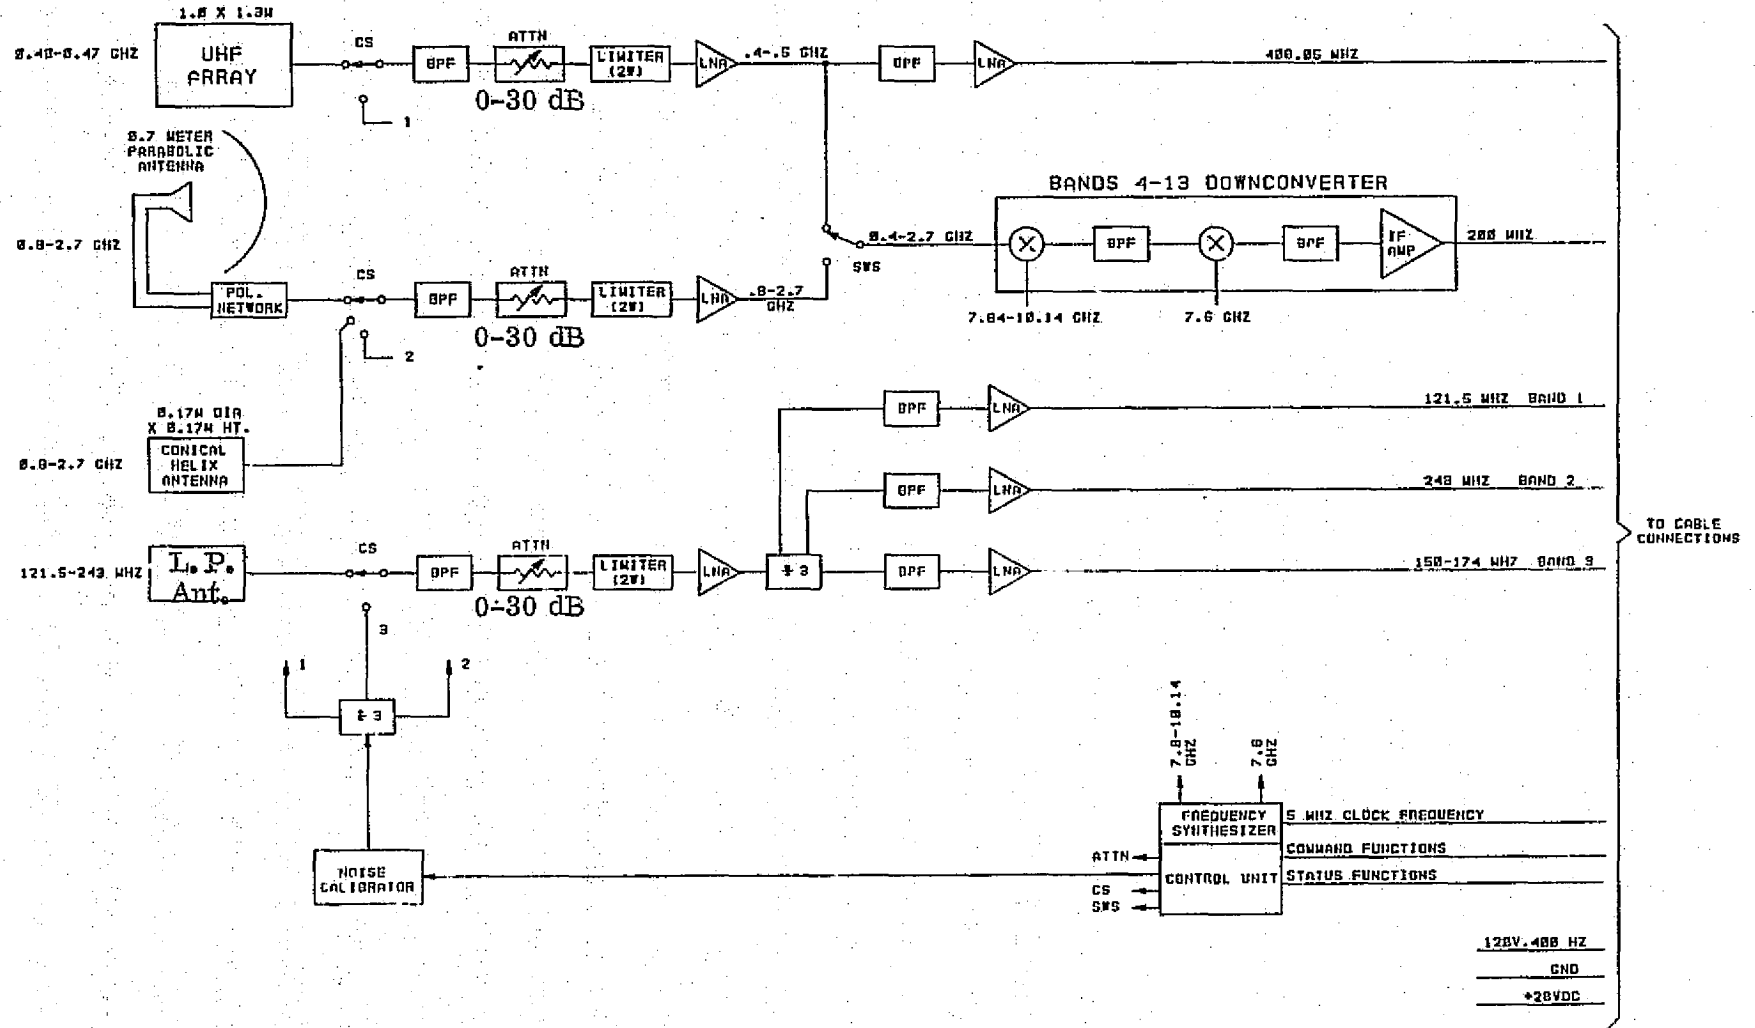 1.0 X 1.3M
0.40-0.47 GHZ
UHF
ARRAY
CS
BPF
ATTN
0-30 dB
LIMITER
(2W)
LNA
.4-.5 GHZ
BPF
LNA
400.05 MHZ
1
0.7 METER
PARABOLIC
ANTENNA
0.8-2.7 GHZ
POL.
NETWORK
CS
BPF
ATTN
0-30 dB
LIMITER
(2W)
LNA
.8-2.7
GHZ
2
SWS
0.4-2.7 GHZ
BANDS 4-13 DOWNCONVERTER
BPF
BPF
IF
AMP
200 MHZ
7.84-10.14 GHZ
7.6 GHZ
0.17M DIA
X 0.17M HT.
0.8-2.7 GHZ
CONICAL
HELIX
ANTENNA
BPF
LNA
121.5 MHZ BAND 1
BPF
LNA
243 MHZ BAND 2
121.5-243 MHZ
L. P.
Ant.
CS
BPF
ATTN
0-30 dB
LIMITER
(2W)
LNA
÷ 3
BPF
LNA
150-174 MHZ BAND 3
TO CABLE
CONNECTIONS
3
1
2
÷ 3
NOISE
CALIBRATOR
7.8-10.14
GHZ
7.6
GHZ
FREQUENCY
SYNTHESIZER
5 MHZ CLOCK FREQUENCY
ATTN
COMMAND FUNCTIONS
CONTROL UNIT
STATUS FUNCTIONS
CS
SWS
120V.400 HZ
GND
+28VDC